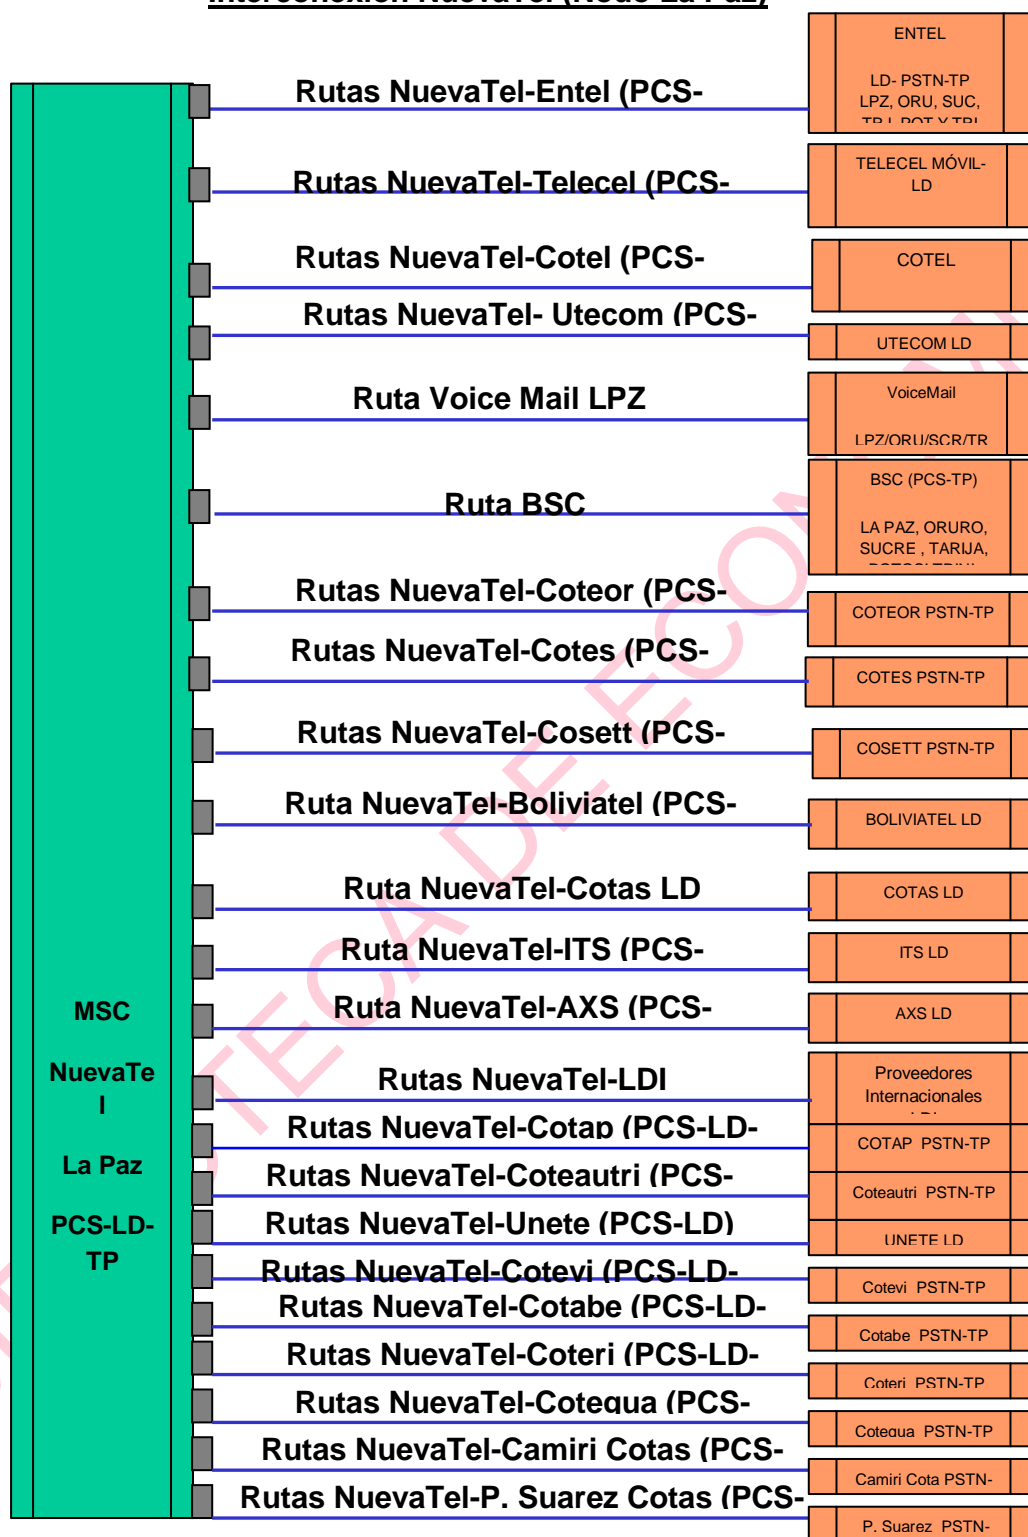 Interconexión NuevaTel (Nodo La Paz)
ENTEL
LD- PSTN-TP
LPZ, ORU, SUC,
Rutas NuevaTel-Entel (PCS-
TELECEL MÓVIL-
LD
Rutas NuevaTel-Telecel (PCS-
COTEL
Rutas NuevaTel-Cotel (PCS-
Rutas NuevaTel- Utecom (PCS-
UTECOM LD
Ruta Voice Mail LPZ
VoiceMail
LPZ/ORU/SCR/TR
Ruta BSC
BSC (PCS-TP)
LA PAZ, ORURO,
SUCRE , TARIJA,
Rutas NuevaTel-Coteor (PCS-
COTEOR PSTN-TP
Rutas NuevaTel-Cotes (PCS-
COTES PSTN-TP
Rutas NuevaTel-Cosett (PCS-
COSETT PSTN-TP
Ruta NuevaTel-Boliviatel (PCS-
BOLIVIATEL LD
Ruta NuevaTel-Cotas LD
COTAS LD
Ruta NuevaTel-ITS (PCS-
ITS LD
Ruta NuevaTel-AXS (PCS-
AXS LD
MSC
NuevaTe
l
La Paz
PCS-LD-
TP
Rutas NuevaTel-LDI
Proveedores
Internacionales
Rutas NuevaTel-Cotap (PCS-LD-
COTAP PSTN-TP
Rutas NuevaTel-Coteautri (PCS-
Coteautri PSTN-TP
Rutas NuevaTel-Unete (PCS-LD)
UNETE LD
Rutas NuevaTel-Cotevi (PCS-LD-
Cotevi PSTN-TP
Rutas NuevaTel-Cotabe (PCS-LD-
Cotabe PSTN-TP
Rutas NuevaTel-Coteri (PCS-LD-
Coteri PSTN-TP
Rutas NuevaTel-Cotegua (PCS-
Cotegua PSTN-TP
Rutas NuevaTel-Camiri Cotas (PCS-
Camiri Cota PSTN-
Rutas NuevaTel-P. Suarez Cotas (PCS-
P. Suarez PSTN-